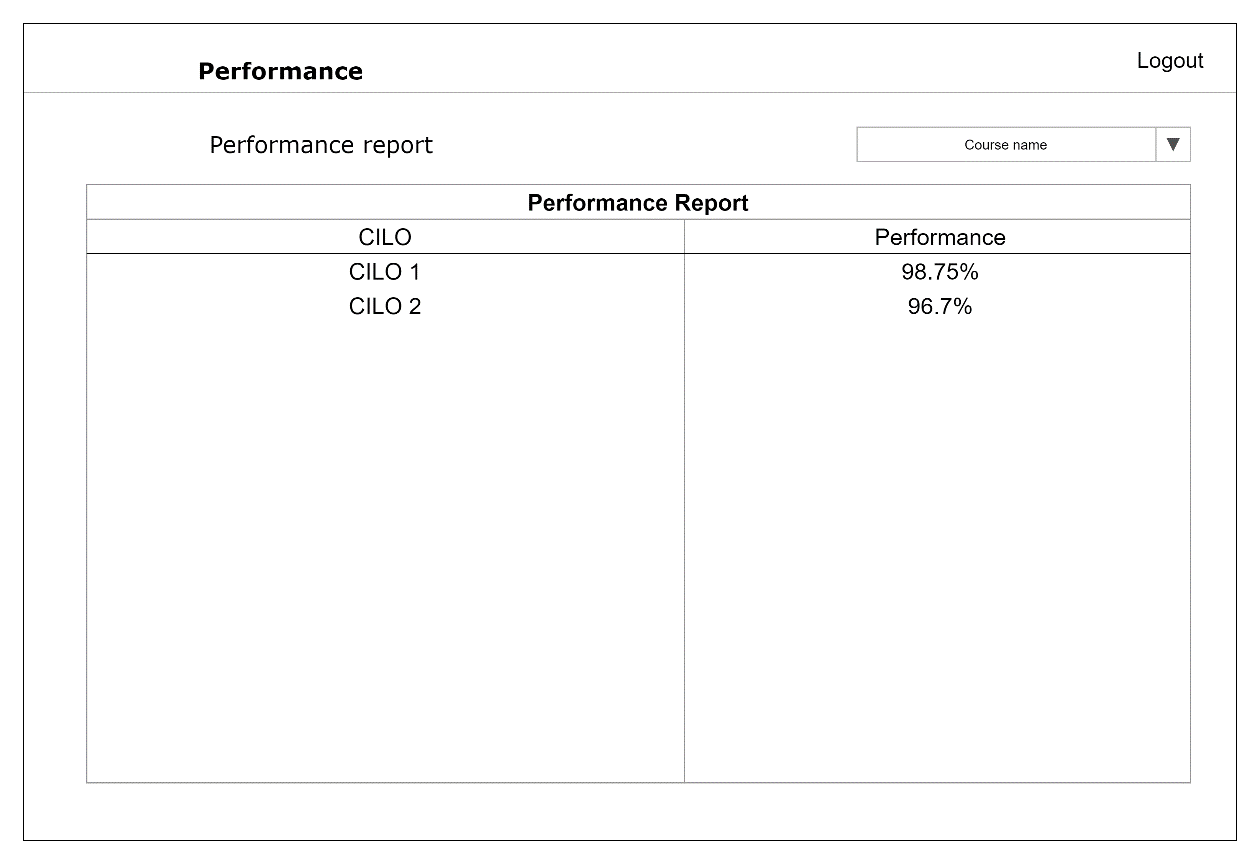 Performance
Logout
Performance report
Course name
Performance Report
CILO Performance
CILO 1 98.75%
CILO 2 96.7%